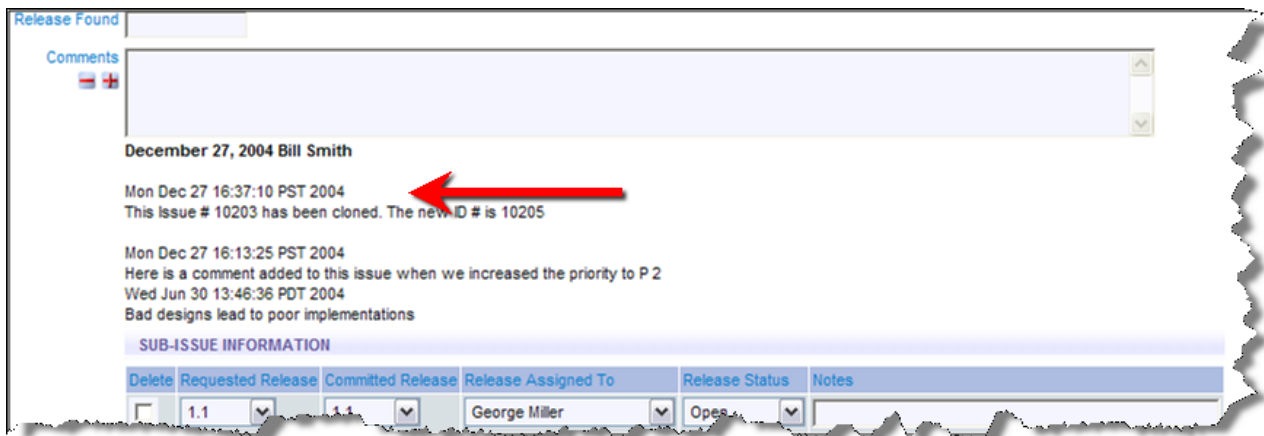 Release Found
Comments
December 27, 2004 Bill Smith
Mon Dec 27 16:37:10 PST 2004
This Issue # 10203 has been cloned. The new ID # is 10205
Mon Dec 27 16:13:25 PST 2004
Here is a comment added to this issue when we increased the priority to P 2
Wed Jun 30 13:46:36 PDT 2004
Bad designs lead to poor implementations
SUB-ISSUE INFORMATION
Delete Requested Release Committed Release Release Assigned To Release Status Notes
1.1 1.1 George Miller Open